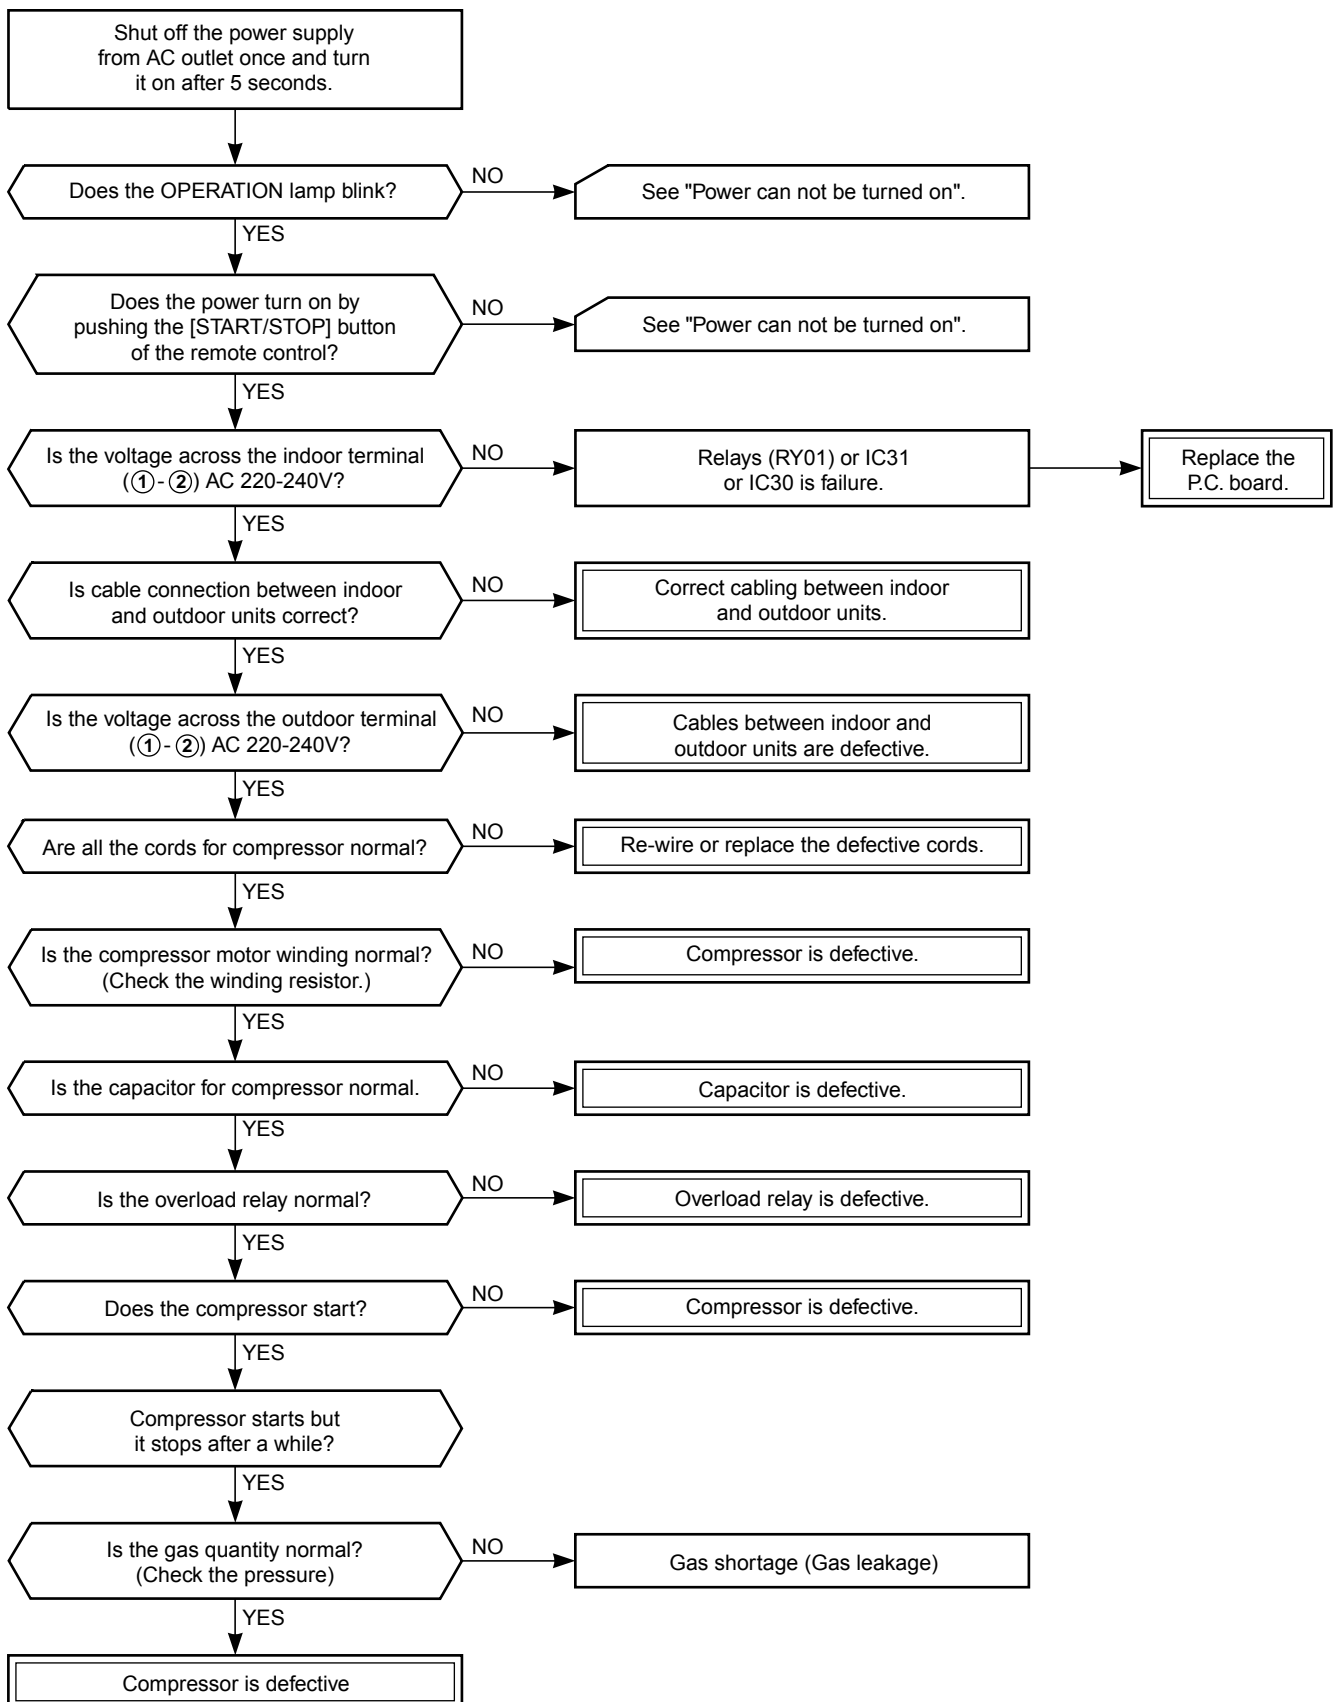 Shut off the power supply
from AC outlet once and turn
it on after 5 seconds.
Does the OPERATION lamp blink?
NO
See "Power can not be turned on".
YES
Does the power turn on by
pushing the [START/STOP] button
of the remote control?
NO
See "Power can not be turned on".
YES
Is the voltage across the indoor terminal
(①-②) AC 220-240V?
NO
Relays (RY01) or IC31
or IC30 is failure.
Replace the
P.C. board.
YES
Is cable connection between indoor
and outdoor units correct?
NO
Correct cabling between indoor
and outdoor units.
YES
Is the voltage across the outdoor terminal
(①-②) AC 220-240V?
NO
Cables between indoor and
outdoor units are defective.
YES
Are all the cords for compressor normal?
NO
Re-wire or replace the defective cords.
YES
Is the compressor motor winding normal?
(Check the winding resistor.)
NO
Compressor is defective.
YES
Is the capacitor for compressor normal.
NO
Capacitor is defective.
YES
Is the overload relay normal?
NO
Overload relay is defective.
YES
Does the compressor start?
NO
Compressor is defective.
YES
Compressor starts but
it stops after a while?
YES
Is the gas quantity normal?
(Check the pressure)
NO
Gas shortage (Gas leakage)
YES
Compressor is defective